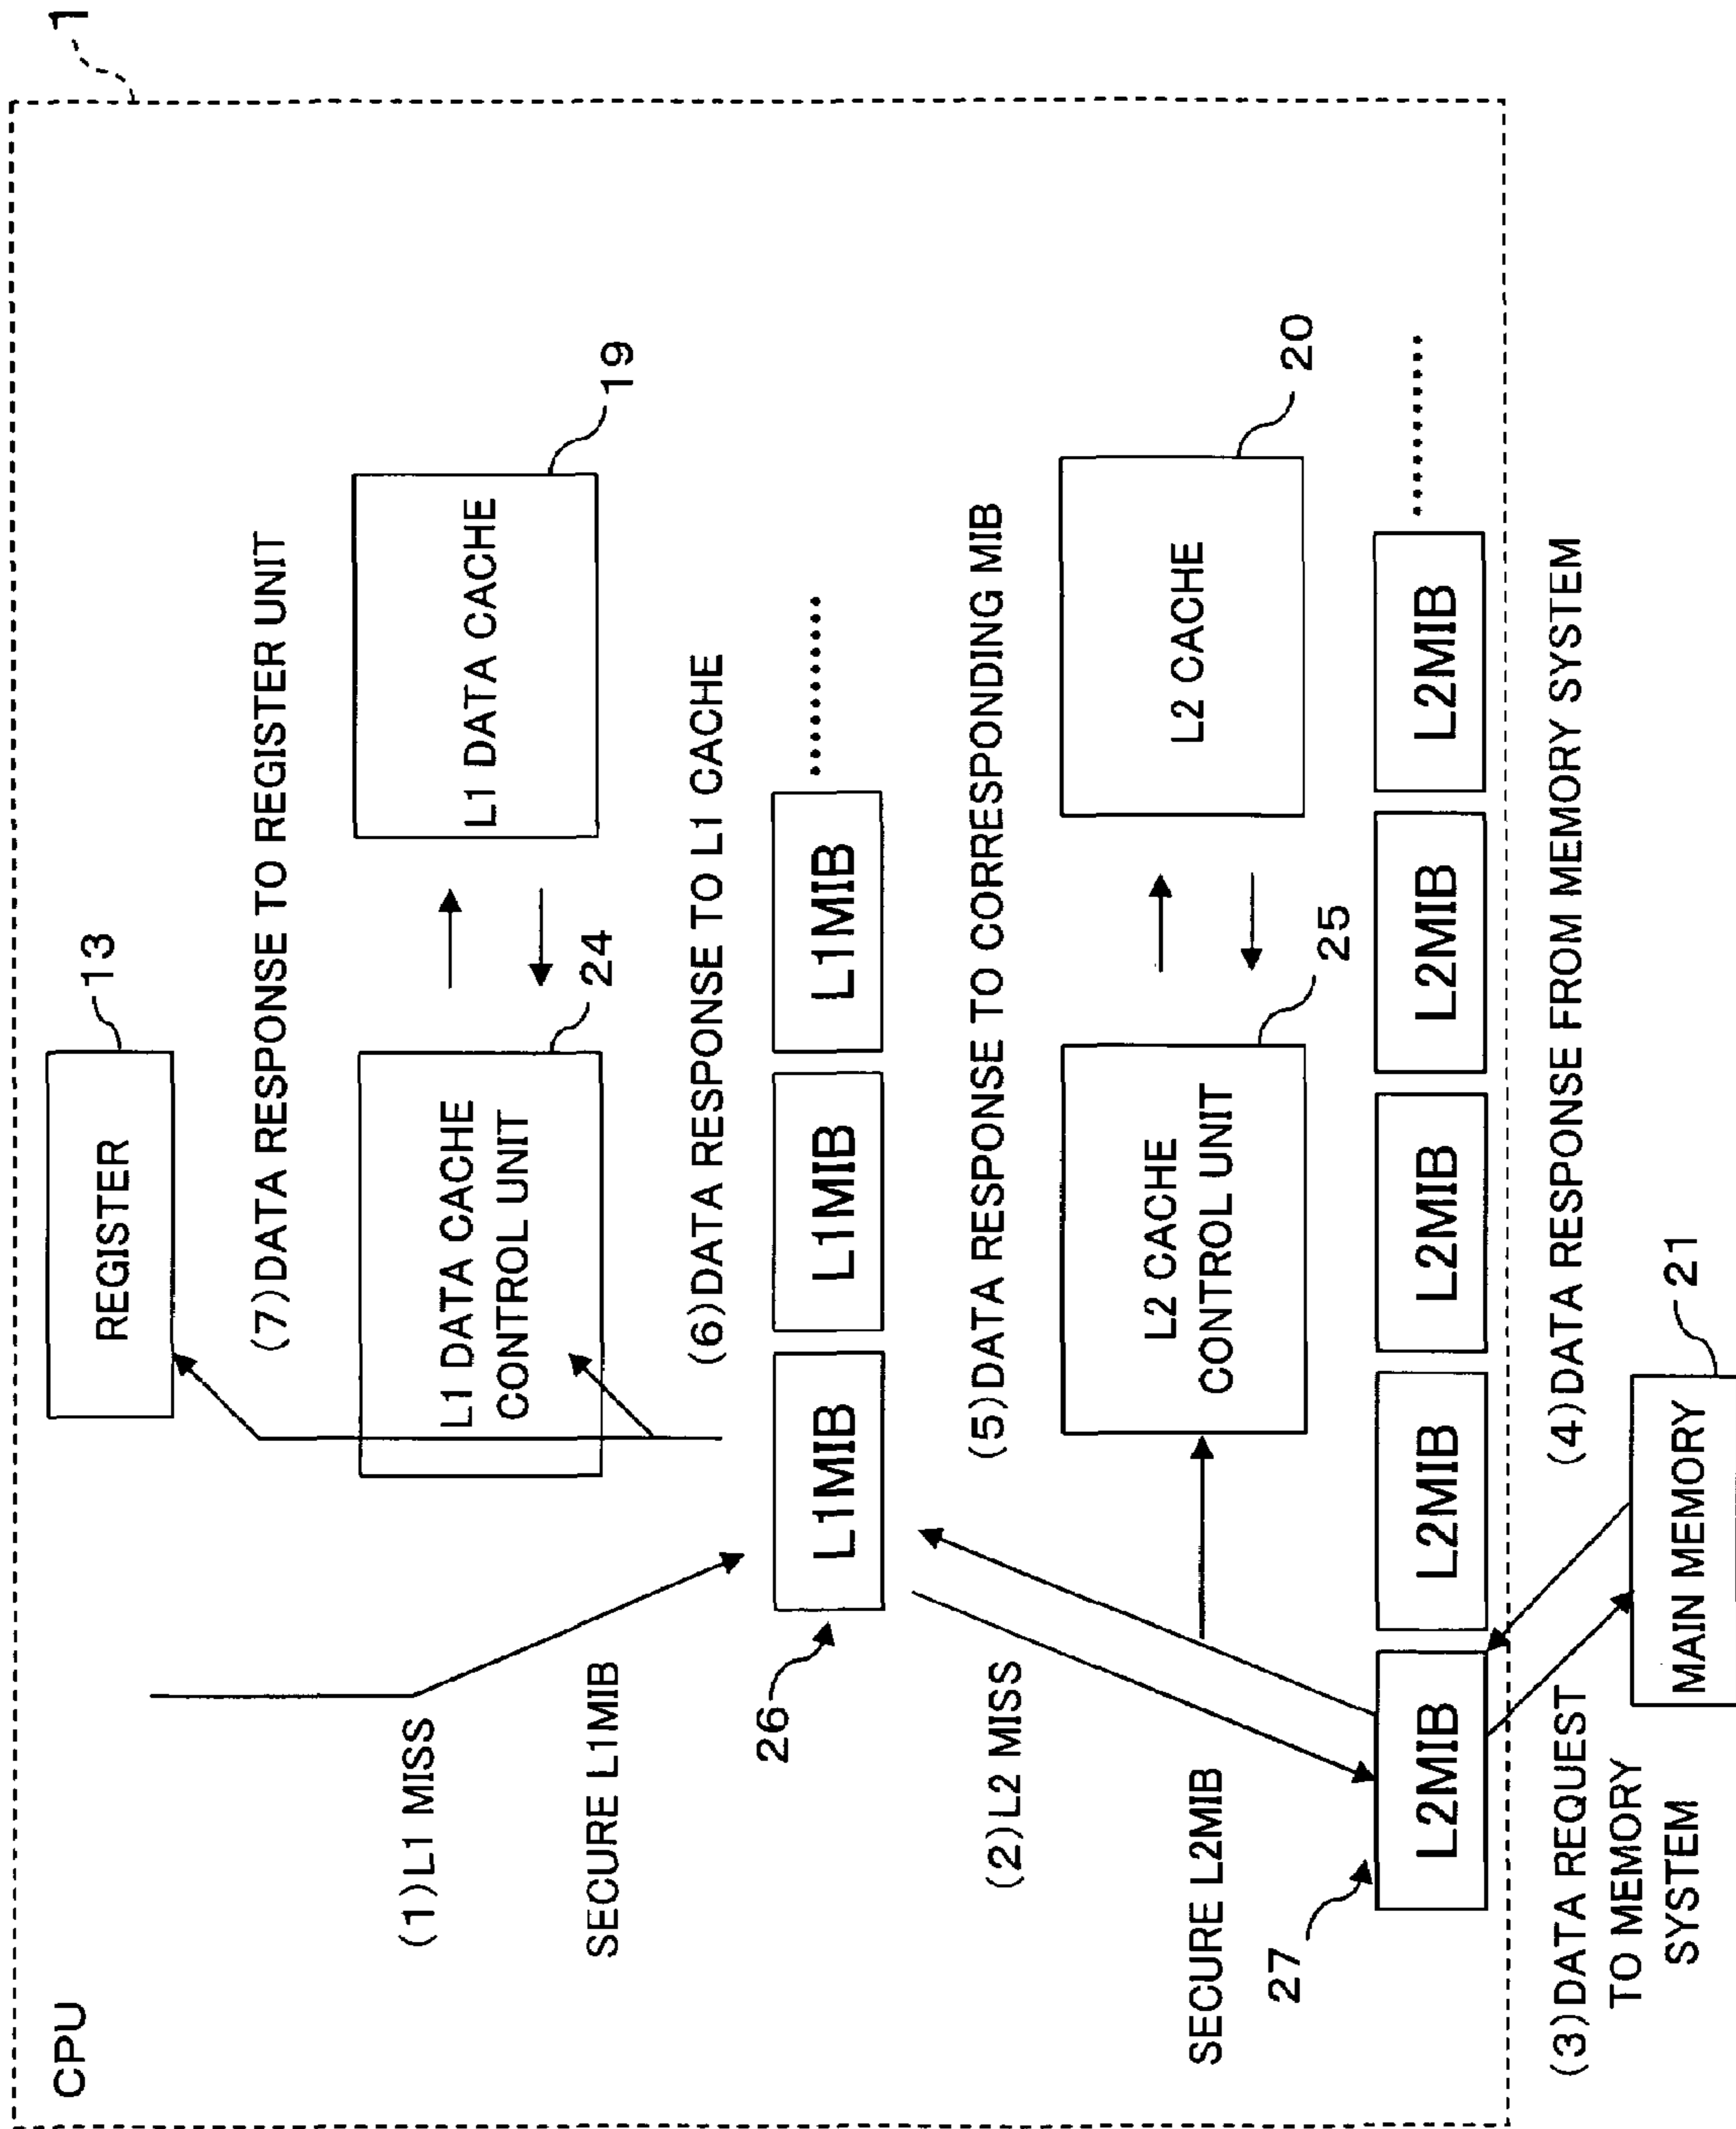 1
CPU
REGISTER
13
(7)DATA RESPONSE TO REGISTER UNIT
(1)L1 MISS
L1 DATA CACHE
CONTROL UNIT
24
L1 DATA CACHE
19
SECURE L1MIB
(6)DATA RESPONSE TO L1 CACHE
26
L1MIB
L1MIB
L1MIB
..........
(2)L2 MISS
(5)DATA RESPONSE TO CORRESPONDING MIB
SECURE L2MIB
L2 CACHE
CONTROL UNIT
25
L2 CACHE
20
27
L2MIB
L2MIB
L2MIB
L2MIB
L2MIB
..........
(3)DATA REQUEST
TO MEMORY
SYSTEM
(4)DATA RESPONSE FROM MEMORY SYSTEM
MAIN MEMORY
21